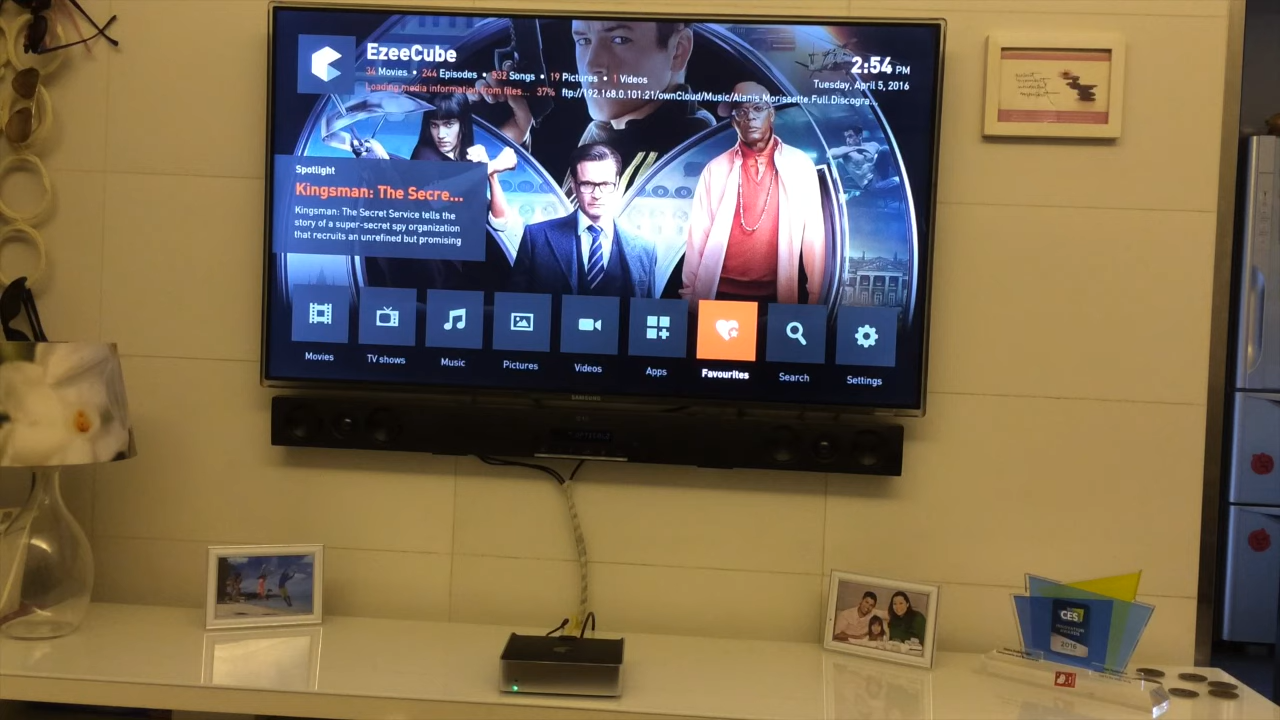 EzeeCube
34 Movies • 244 Episodes • 532 Songs • 19 Pictures • 1 Videos
Loading media information from files... 37% ftp://192.168.0.101:21/ownCloud/Music/Alanis.Morissette.Full.Discogra...
2:54 PM
Tuesday, April 5, 2016
Spotlight
Kingsman: The Secre...
Kingsman: The Secret Service tells the
story of a super-secret spy organization
that recruits an unrefined but promising
Movies
TV shows
Music
Pictures
Videos
Apps
Favourites
Search
Settings
SAMSUNG
CES
INNOVATION
AWARDS
2016